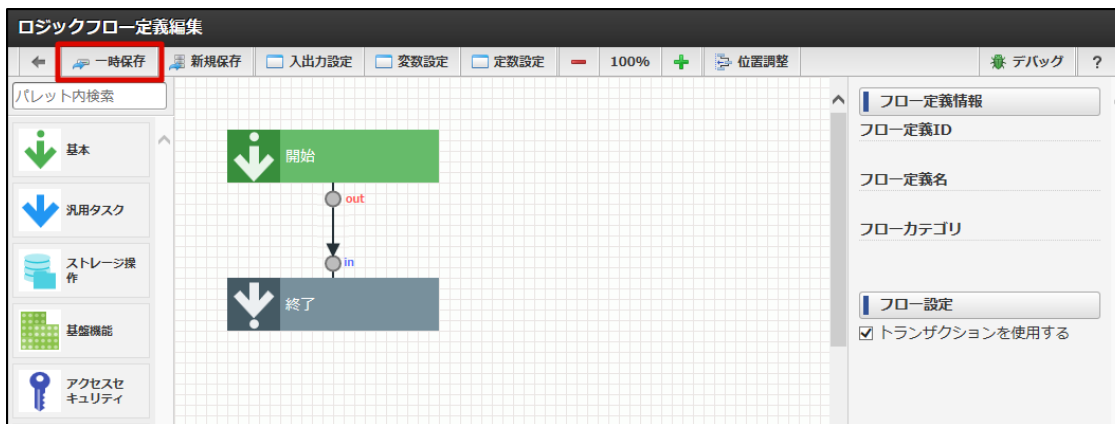 ロジックフロー定義編集
一時保存 新規保存 入出力設定 変数設定 定数設定 100% 位置調整 デバッグ ?
パレット内検索
基本
汎用タスク
ストレージ操
作
基盤機能
アクセスセ
キュリティ
開始
out
in
終了
フロー定義情報
フロー定義ID
フロー定義名
フローカテゴリ
フロー設定
トランザクションを使用する